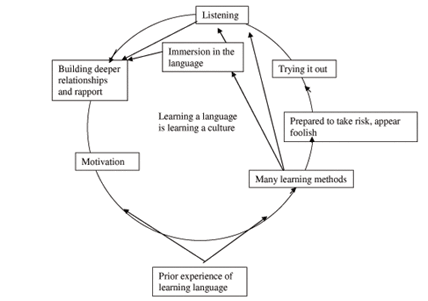 Listening
Immersion in the
language
Building deeper
relationships
and rapport
Trying it out
Learning a language
is learning a culture
Prepared to take risk, appear
foolish
Motivation
Many learning methods
Prior experience of
learning language